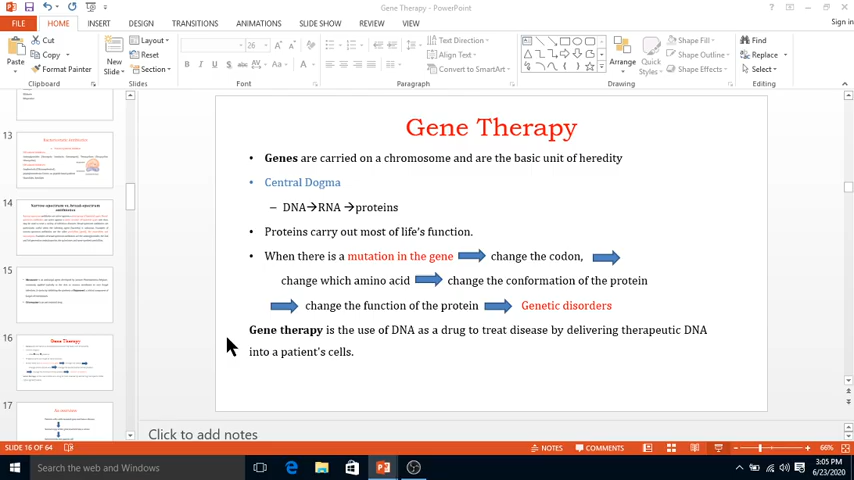 Gene Therapy - PowerPoint
FILE HOME INSERT DESIGN TRANSITIONS ANIMATIONS SLIDE SHOW REVIEW VIEW
Sign in
Paste
Cut
Copy
Format Painter
Clipboard
New Slide
Layout
Reset
Section
Slides
26
Font
Text Direction
Align Text
Convert to SmartArt
Paragraph
Arrange
Quick Styles
Shape Fill
Shape Outline
Shape Effects
Drawing
Find
Replace
Select
Editing
13
14
15
16
Gene Therapy
17
Gene Therapy
• Genes are carried on a chromosome and are the basic unit of heredity
• Central Dogma
– DNA→RNA →proteins
• Proteins carry out most of life's function.
• When there is a mutation in the gene change the codon,
change which amino acid change the conformation of the protein
change the function of the protein Genetic disorders
Gene therapy is the use of DNA as a drug to treat disease by delivering therapeutic DNA
into a patient's cells.
Click to add notes
SLIDE 16 OF 64
NOTES
COMMENTS
66%
Search the web and Windows
3:05 PM
6/23/2020